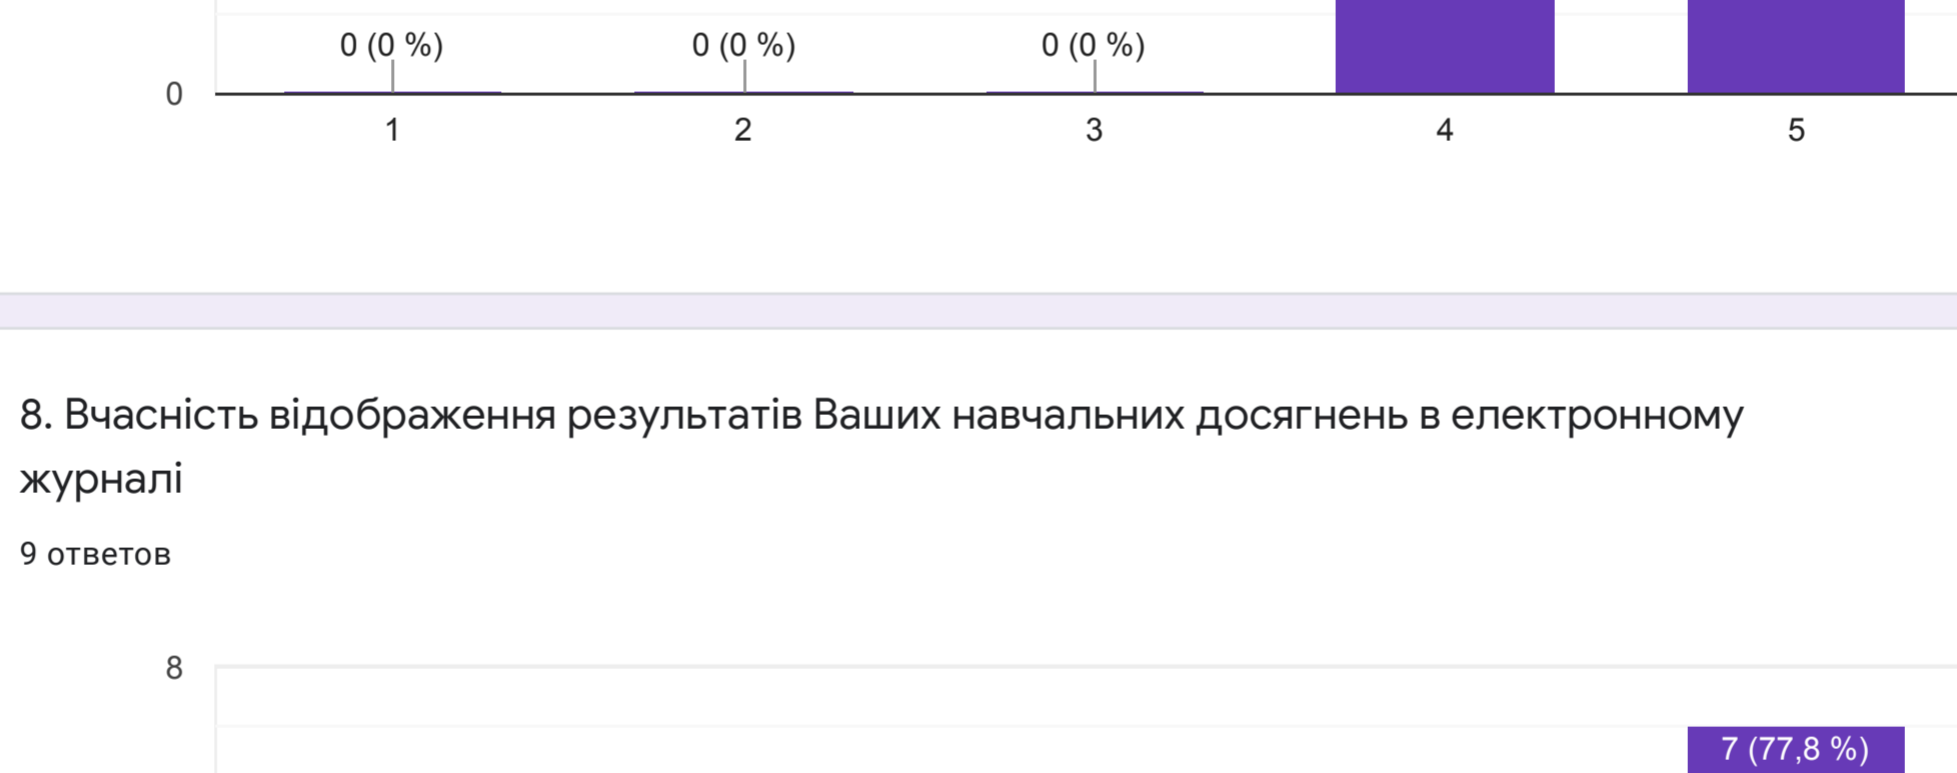 0 (0 %) 0 (0 %) 0 (0 %)
0
1 2 3 4 5
8. Вчасність відображення результатів Ваших навчальних досягнень в електронному
журналі
9 ответов
8
7 (77,8 %)